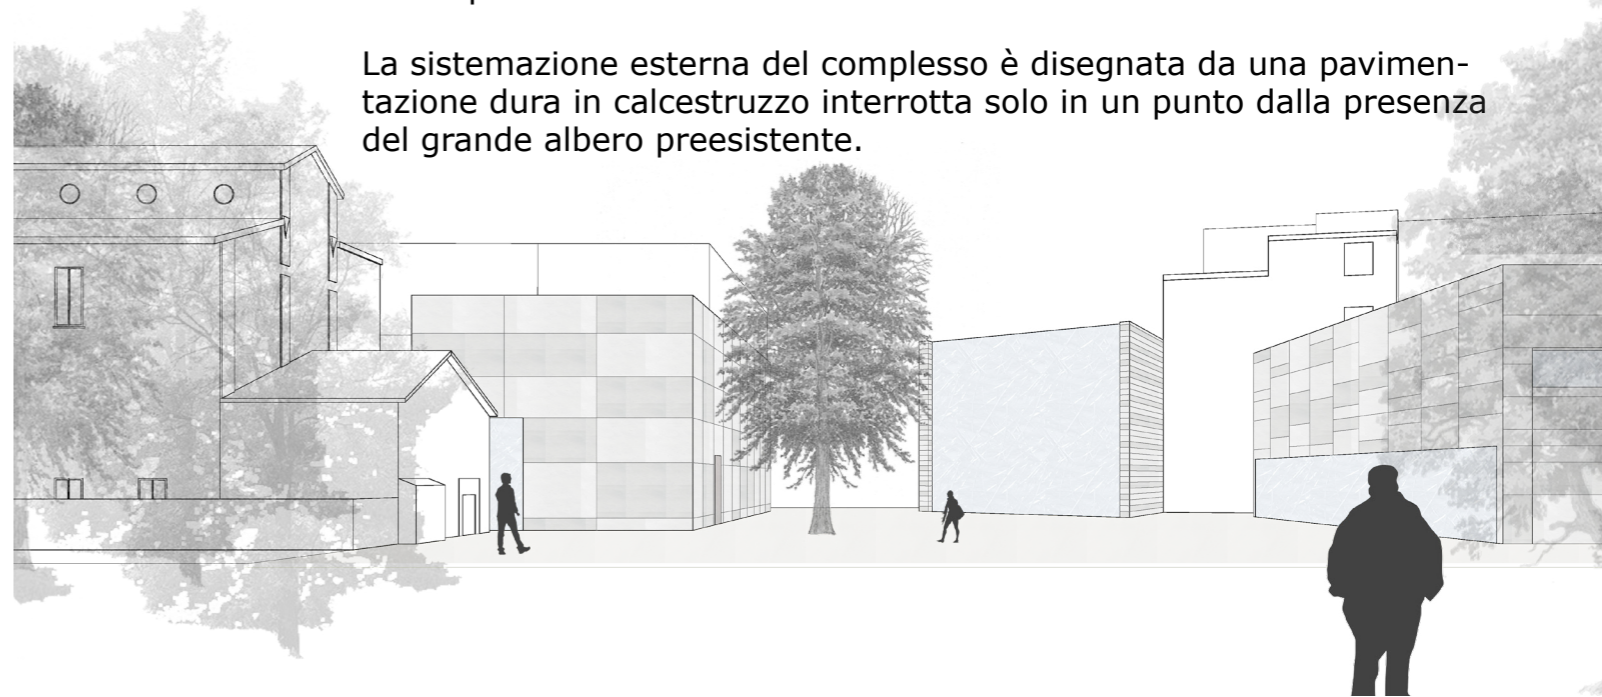 La sistemazione esterna del complesso è disegnata da una pavimen-
tazione dura in calcestruzzo interrotta solo in un punto dalla presenza
del grande albero preesistente.